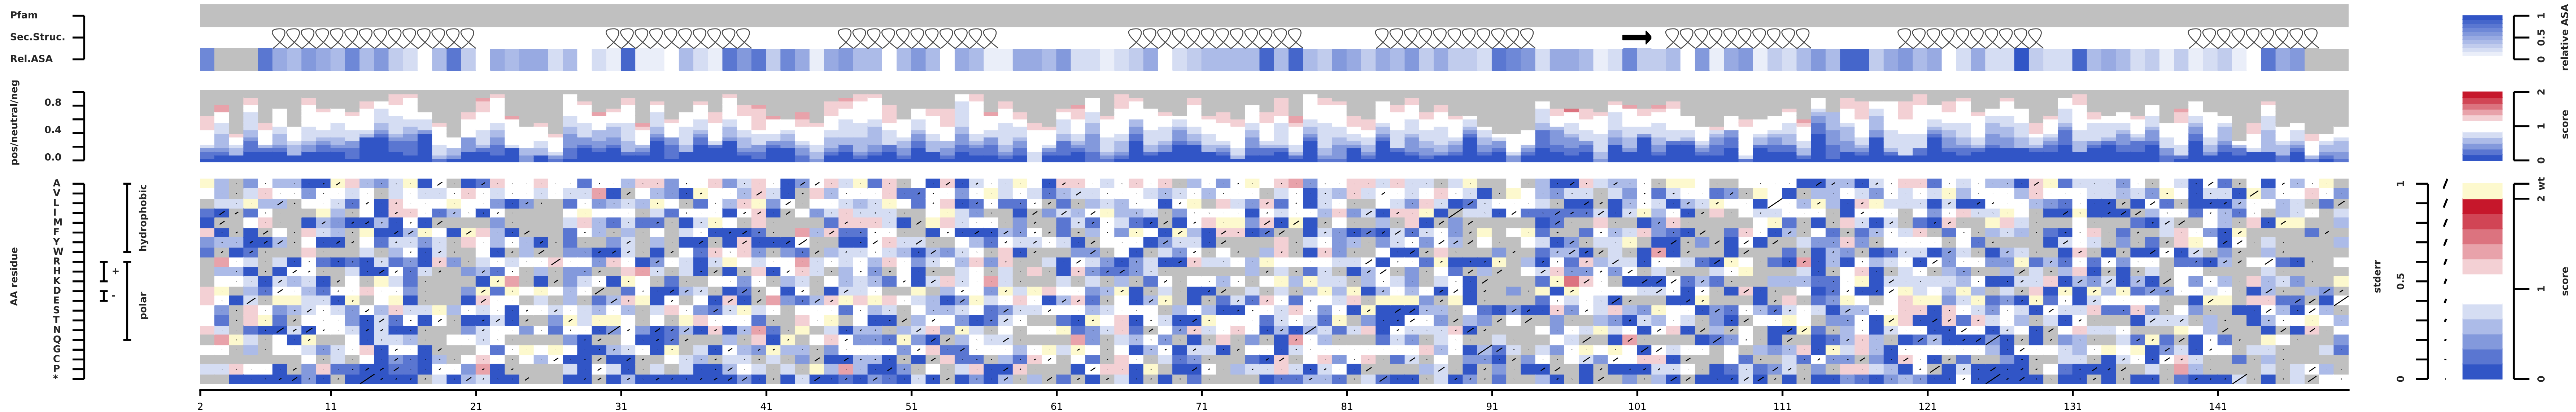 Pfam
Sec.Struc.
Rel.ASA
relative ASA
0
0.5
1
pos/neutral/neg
0.8
0.4
0.0
score
0
1
2
AA residue
A
V
L
I
M
F
Y
W
R
H
K
D
E
S
T
N
Q
G
C
P
*
hydrophobic
polar
+
-
2
11
21
31
41
51
61
71
81
91
101
111
121
131
141
stderr
0
0.5
1
score
0
1
2
wt